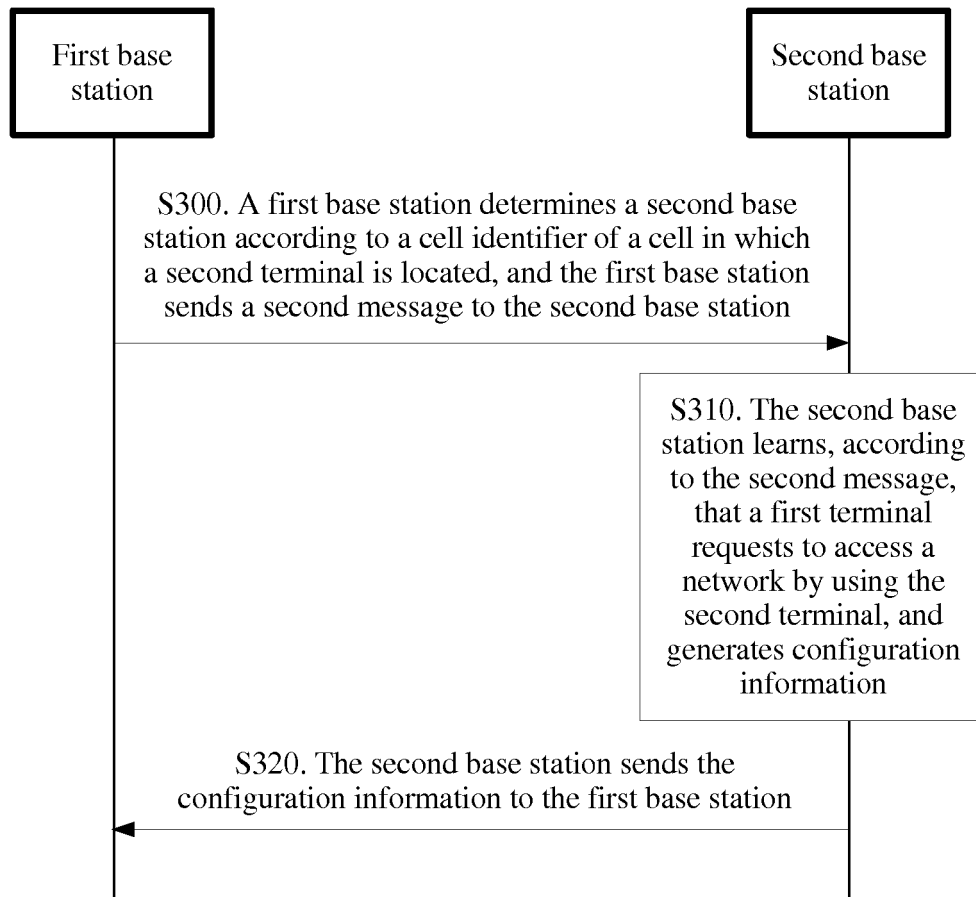 First base
station
Second base
station
S300. A first base station determines a second base
station according to a cell identifier of a cell in which
a second terminal is located, and the first base station
sends a second message to the second base station
S310. The second base
station learns, according
to the second message,
that a first terminal
requests to access a
network by using the
second terminal, and
generates configuration
information
S320. The second base station sends the
configuration information to the first base station